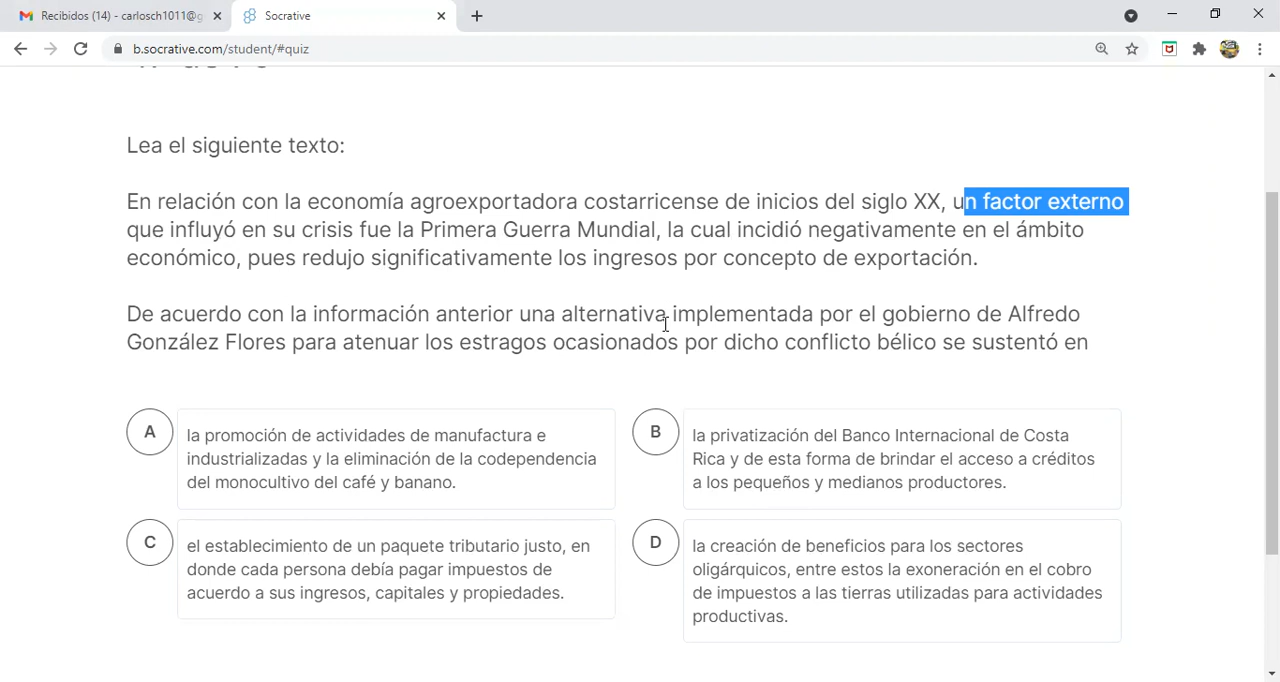 Recibidos (14) - carlosch1011@g
Socrative
b.socrative.com/student/#quiz
Lea el siguiente texto:
En relación con la economía agroexportadora costarricense de inicios del siglo XX, un factor externo
que influyó en su crisis fue la Primera Guerra Mundial, la cual incidió negativamente en el ámbito
económico, pues redujo significativamente los ingresos por concepto de exportación.
De acuerdo con la información anterior una alternativa implementada por el gobierno de Alfredo
González Flores para atenuar los estragos ocasionados por dicho conflicto bélico se sustentó en
A
la promoción de actividades de manufactura e
industrializadas y la eliminación de la codependencia
del monocultivo del café y banano.
B
la privatización del Banco Internacional de Costa
Rica y de esta forma de brindar el acceso a créditos
a los pequeños y medianos productores.
C
el establecimiento de un paquete tributario justo, en
donde cada persona debía pagar impuestos de
acuerdo a sus ingresos, capitales y propiedades.
D
la creación de beneficios para los sectores
oligárquicos, entre estos la exoneración en el cobro
de impuestos a las tierras utilizadas para actividades
productivas.